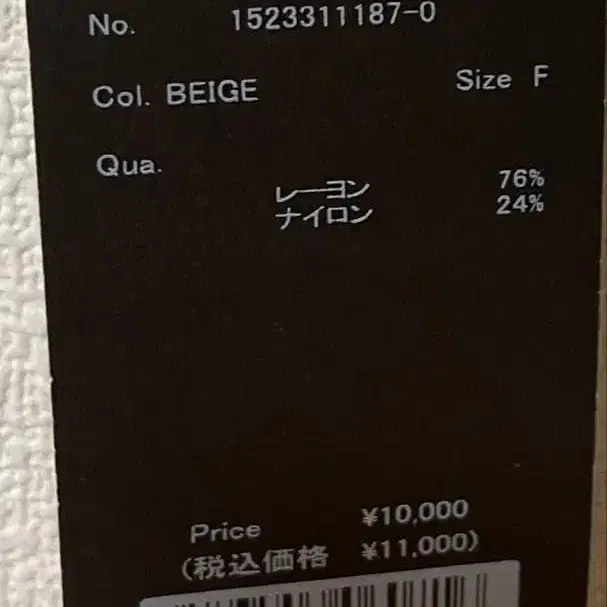 No. 1523311187-0
Col. BEIGE Size F
Qua.
レーヨン 76%
ナイロン 24%
Price ¥10,000
(税込価格 ¥11,000)